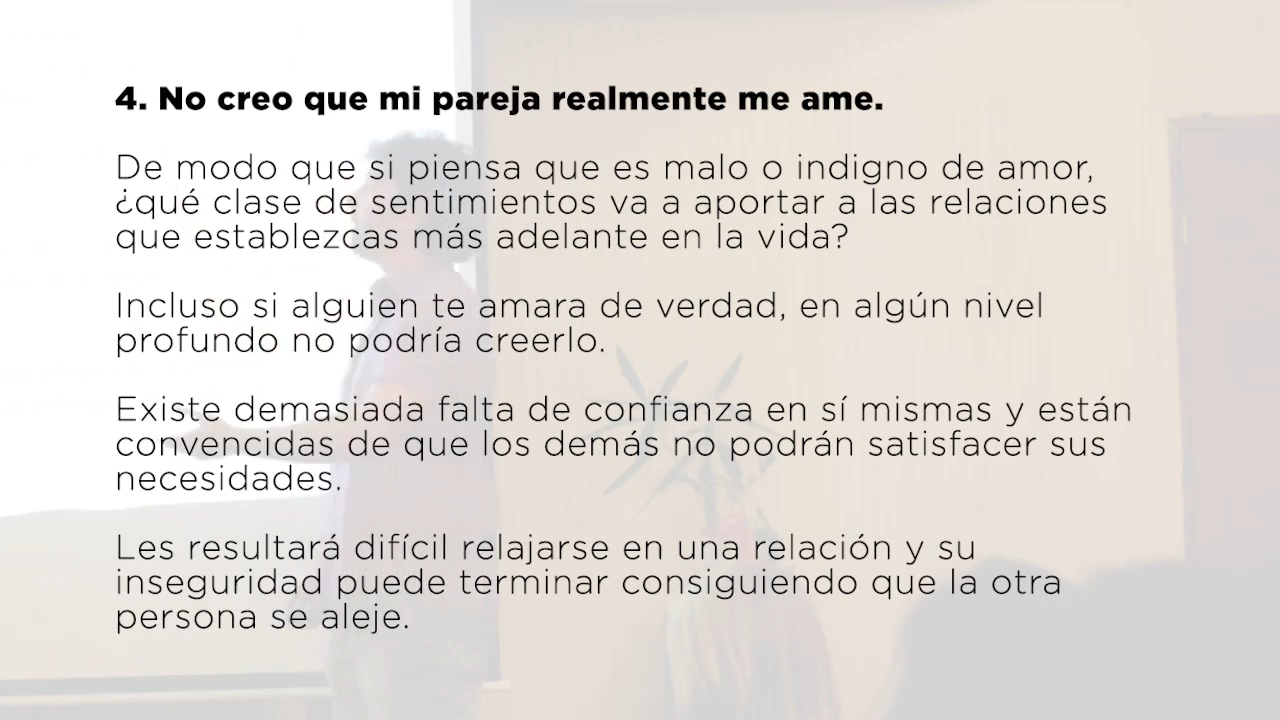 4. No creo que mi pareja realmente me ame.
De modo que si piensa que es malo o indigno de amor,
¿qué clase de sentimientos va a aportar a las relaciones
que establezcas más adelante en la vida?
Incluso si alguien te amara de verdad, en algún nivel
profundo no podría creerlo.
Existe demasiada falta de confianza en sí mismas y están
convencidas de que los demás no podrán satisfacer sus
necesidades.
Les resultará difícil relajarse en una relación y su
inseguridad puede terminar consiguiendo que la otra
persona se aleje.